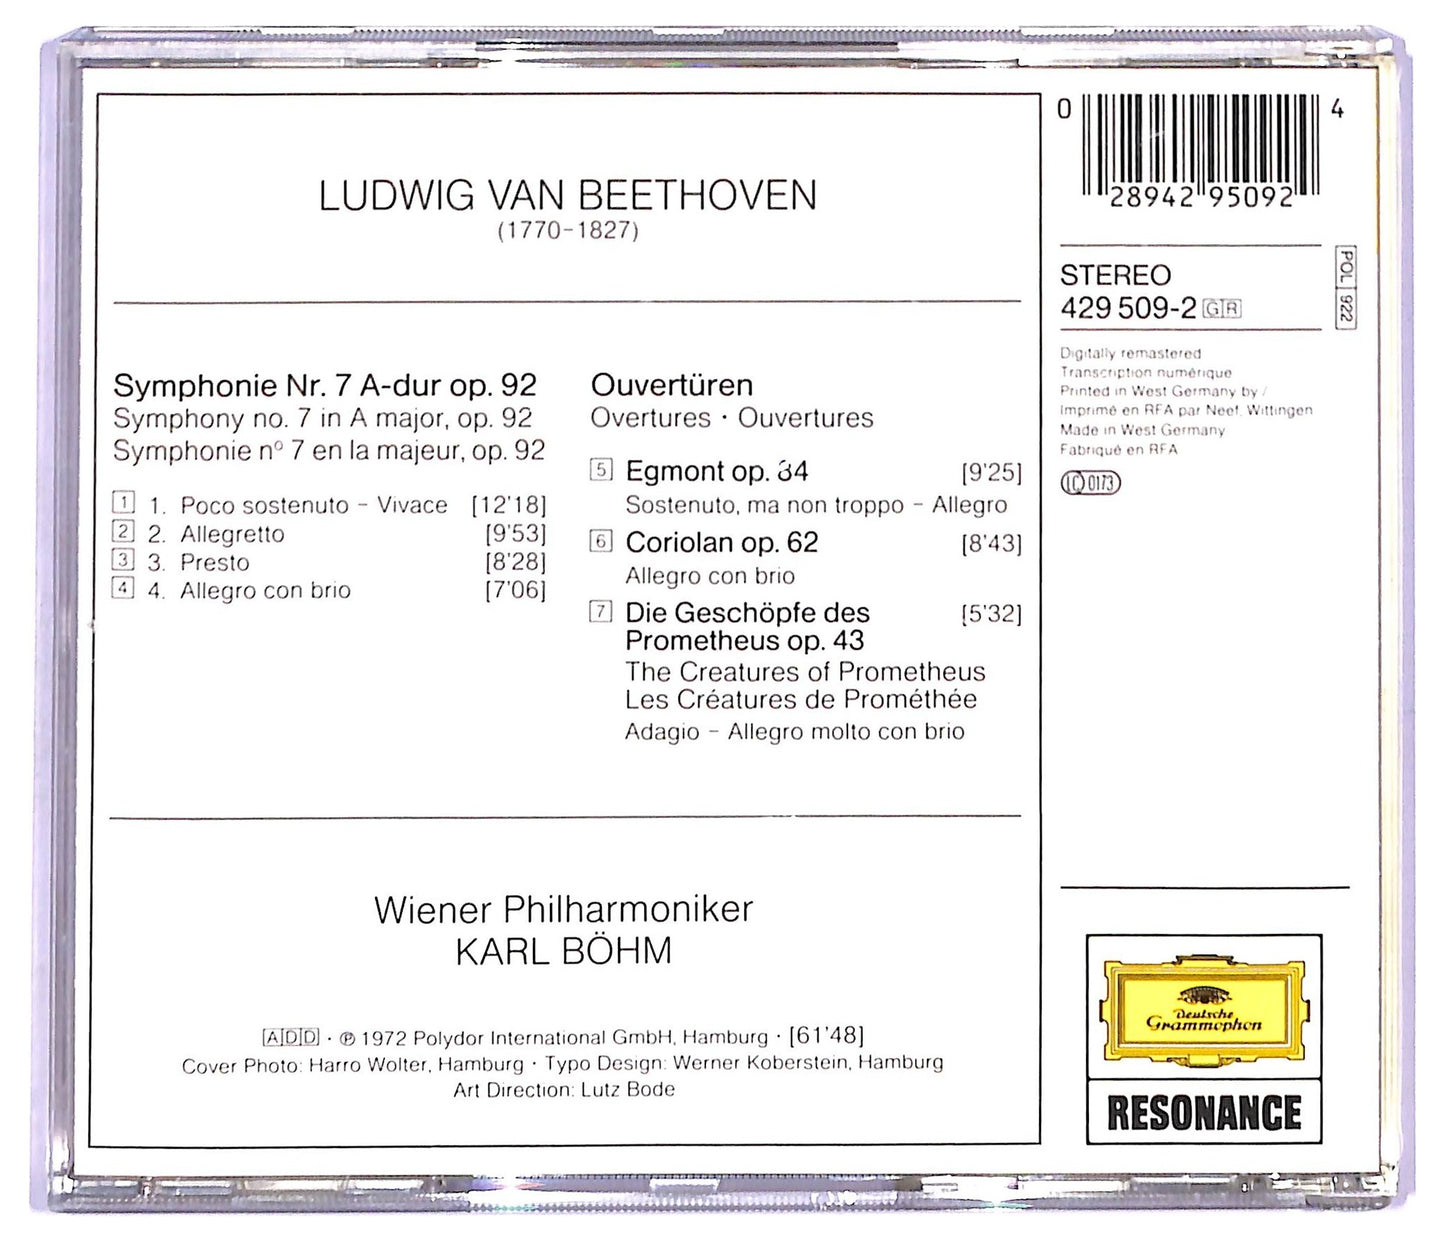 LUDWIG VAN BEETHOVEN
(1770-1827)
Symphonie Nr. 7 A-dur op. 92
Symphony no. 7 in A major, op. 92
Symphonie nº 7 en la majeur, op. 92
1 1. Poco sostenuto – Vivace [12'18]
2 2. Allegretto [9'53]
3 3. Presto [8'28]
4 4. Allegro con brio [7'06]
Ouvertüren
Overtures · Ouvertures
5 Egmont op. 84 [9'25]
Sostenuto, ma non troppo – Allegro
6 Coriolan op. 62 [8'43]
Allegro con brio
7 Die Geschöpfe des [5'32]
Prometheus op. 43
The Creatures of Prometheus
Les Créatures de Prométhée
Adagio – Allegro molto con brio
Wiener Philharmoniker
KARL BÖHM
ADD · ℗ 1972 Polydor International GmbH, Hamburg · [61'48]
Cover Photo: Harro Wolter, Hamburg · Typo Design: Werner Koberstein, Hamburg
Art Direction: Lutz Bode
0 28942 95092 4
STEREO
429 509-2 GR
POL 922
Digitally remastered
Transcription numérique
Printed in West Germany by /
Imprimé en RFA par Neef, Wittingen
Made in West Germany
Fabriqué en RFA
LC 0173
Deutsche
Grammophon
RESONANCE